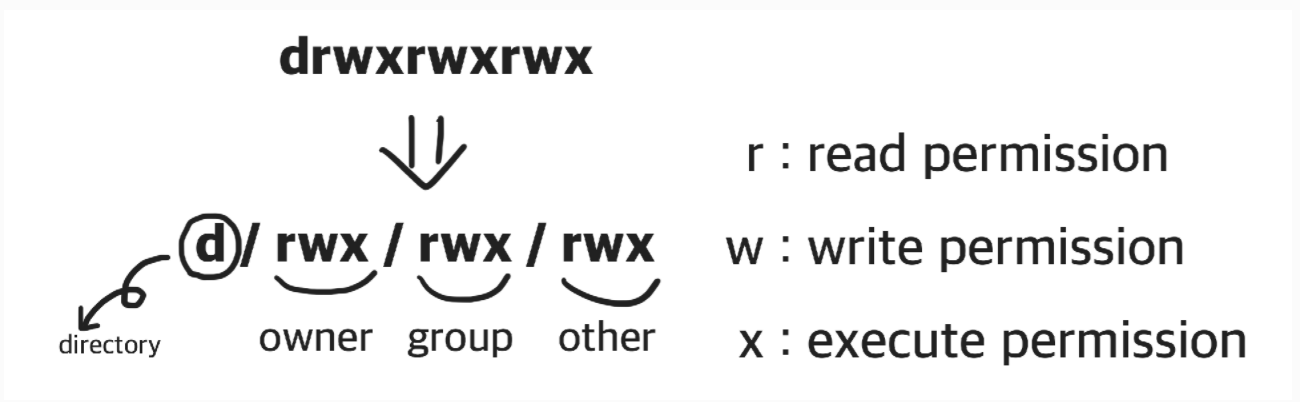 drwxrwxrwx
d / rwx / rwx / rwx
directory
owner group other
r : read permission
w : write permission
x : execute permission